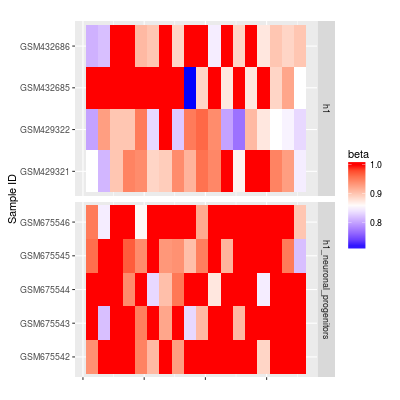 GSM432686
GSM432685
GSM429322
GSM429321
h1
GSM675546
GSM675545
GSM675544
GSM675543
GSM675542
h1_neuronal_progenitors
Sample ID
beta
1.0
0.9
0.8